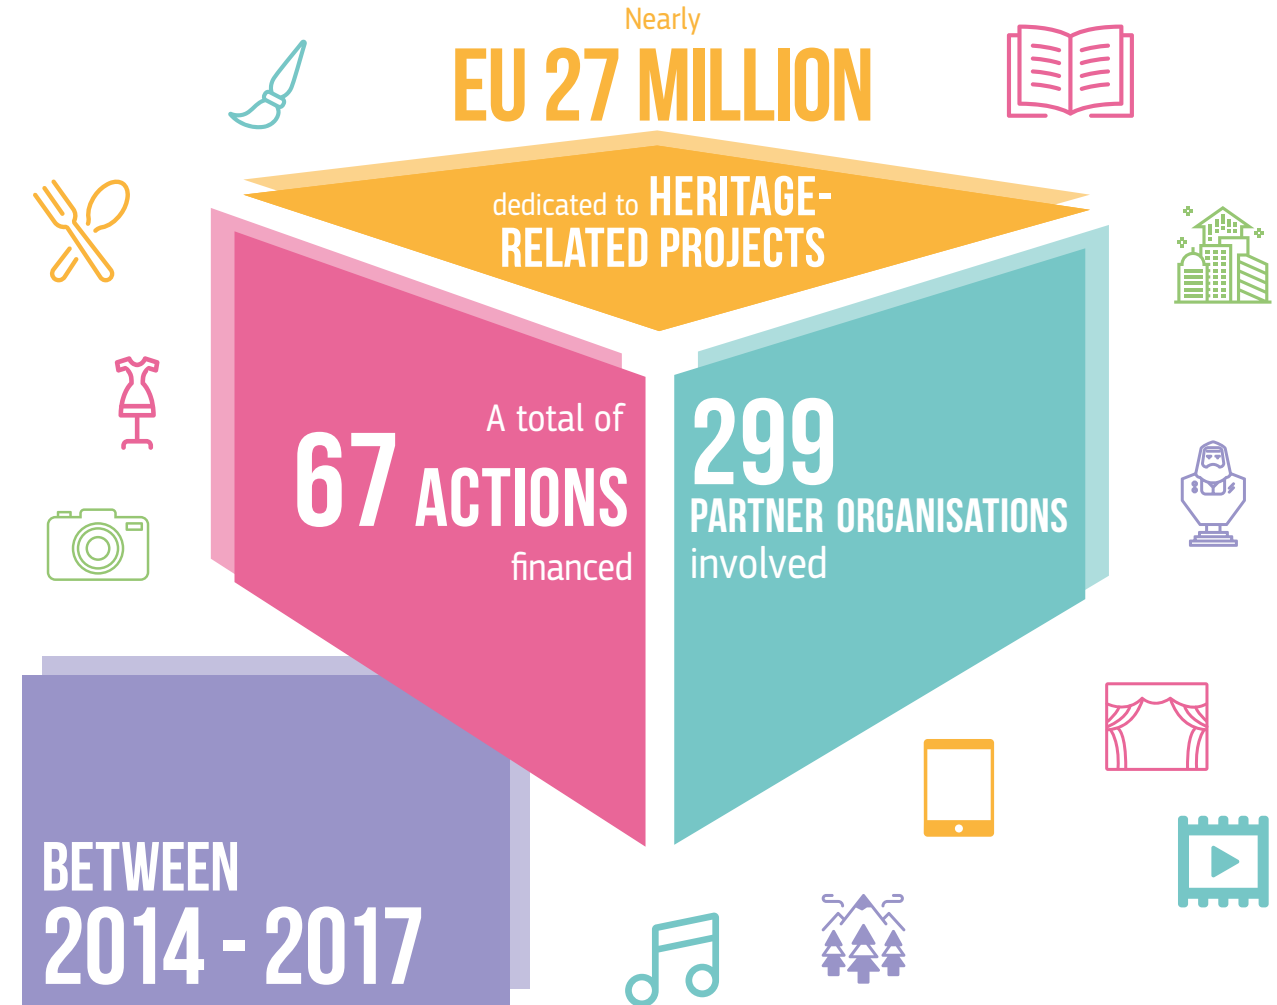 Nearly
EU 27 MILLION
dedicated to HERITAGE-
RELATED PROJECTS
A total of
67 ACTIONS
financed
299
PARTNER ORGANISATIONS
involved
BETWEEN
2014 - 2017